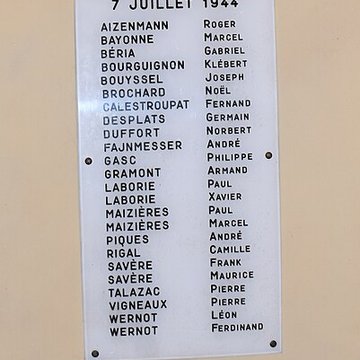 7 JUILLET 1944
AIZENMANN Roger
BAYONNE Marcel
BÉRIA Gabriel
BOURGUIGNON Klébert
BOUYSSEL Joseph
BROCHARD Noël
CALESTROUPAT Fernand
DESPLATS Germain
DUFFORT Norbert
FAJNMESSER André
GASC Philippe
GRAMONT Armand
LABORIE Paul
LABORIE Xavier
MAIZIÈRES Paul
MAIZIÈRES Marcel
PIQUES André
RIGAL Camille
SAVÈRE Frank
SAVÈRE Maurice
TALAZAC Pierre
VIGNEAUX Pierre
WERNOT Léon
WERNOT Ferdinand